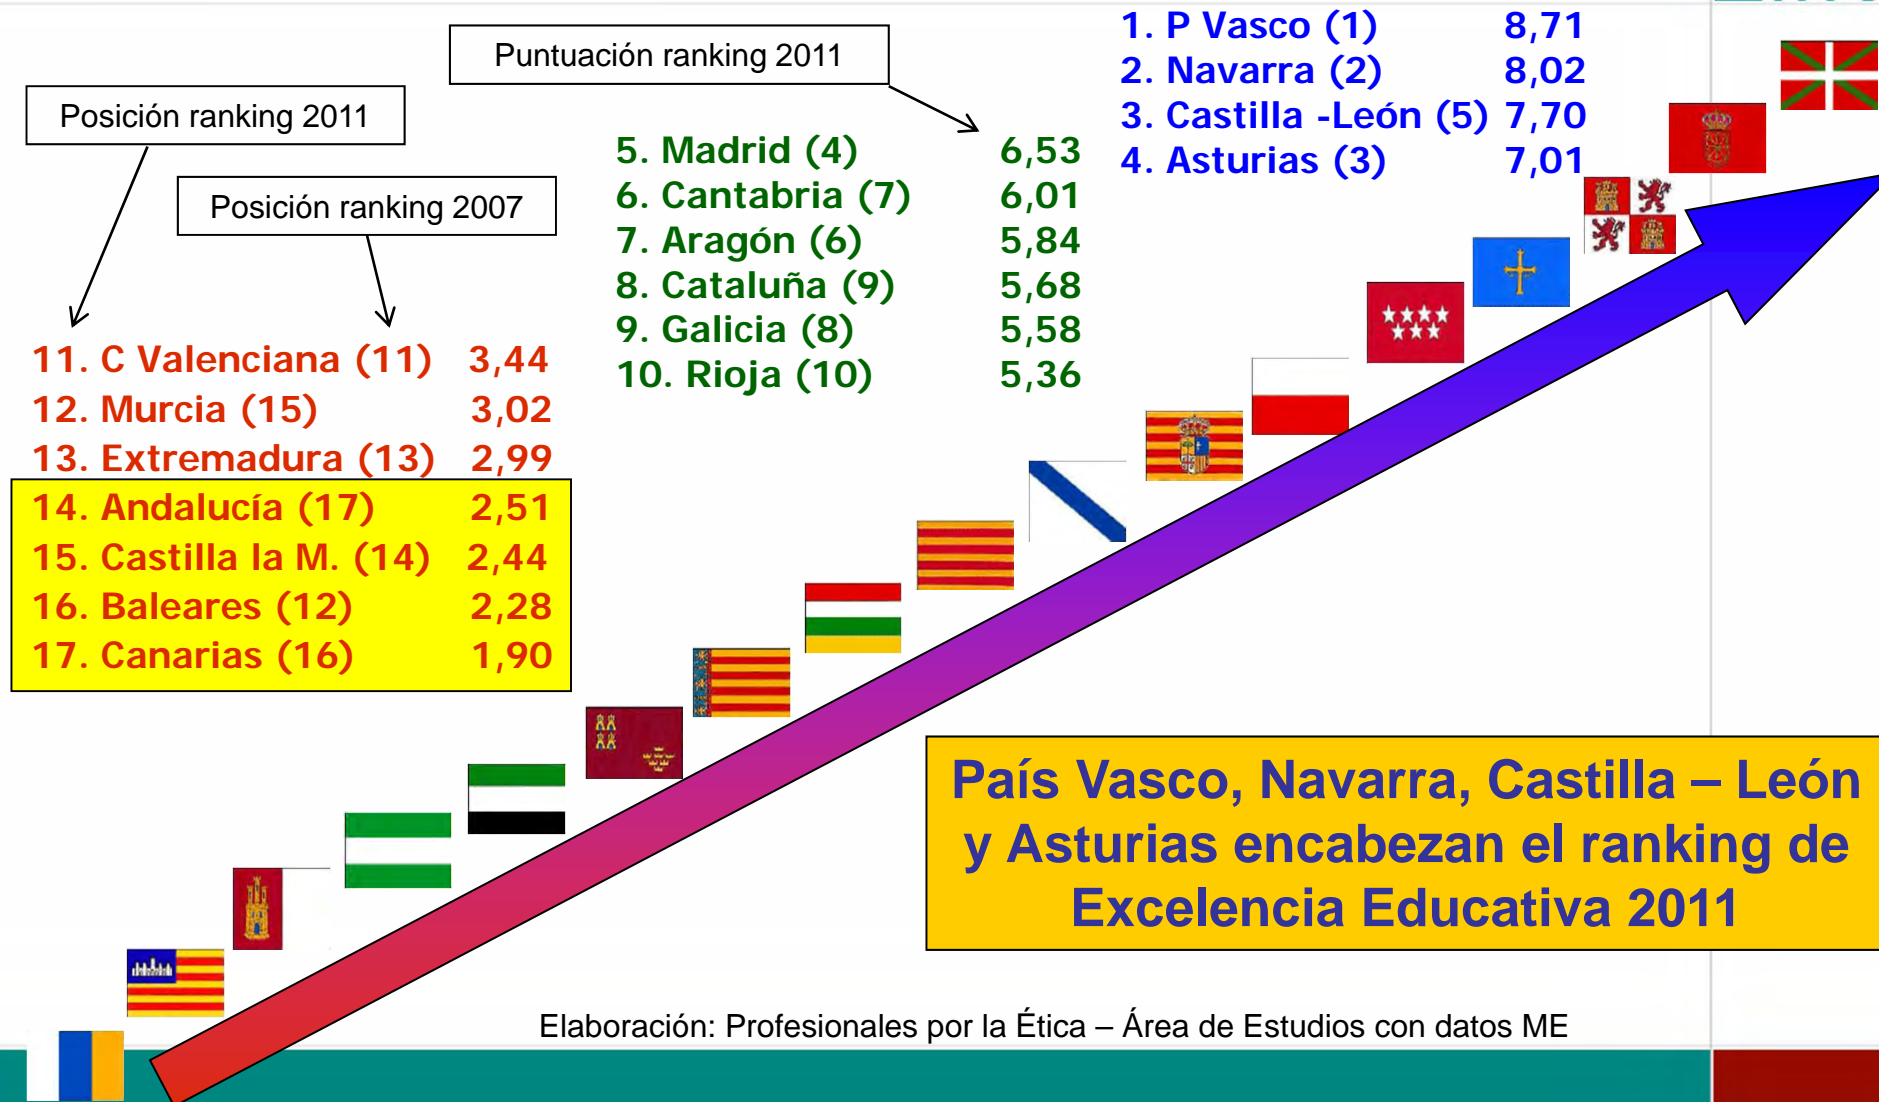 Puntuación ranking 2011
Posición ranking 2011
Posición ranking 2007
1. P Vasco (1) 8,71
2. Navarra (2) 8,02
3. Castilla -León (5) 7,70
4. Asturias (3) 7,01
5. Madrid (4) 6,53
6. Cantabria (7) 6,01
7. Aragón (6) 5,84
8. Cataluña (9) 5,68
9. Galicia (8) 5,58
10. Rioja (10) 5,36
11. C Valenciana (11) 3,44
12. Murcia (15) 3,02
13. Extremadura (13) 2,99
14. Andalucía (17) 2,51
15. Castilla la M. (14) 2,44
16. Baleares (12) 2,28
17. Canarias (16) 1,90
País Vasco, Navarra, Castilla – León
y Asturias encabezan el ranking de
Excelencia Educativa 2011
Elaboración: Profesionales por la Ética – Área de Estudios con datos ME